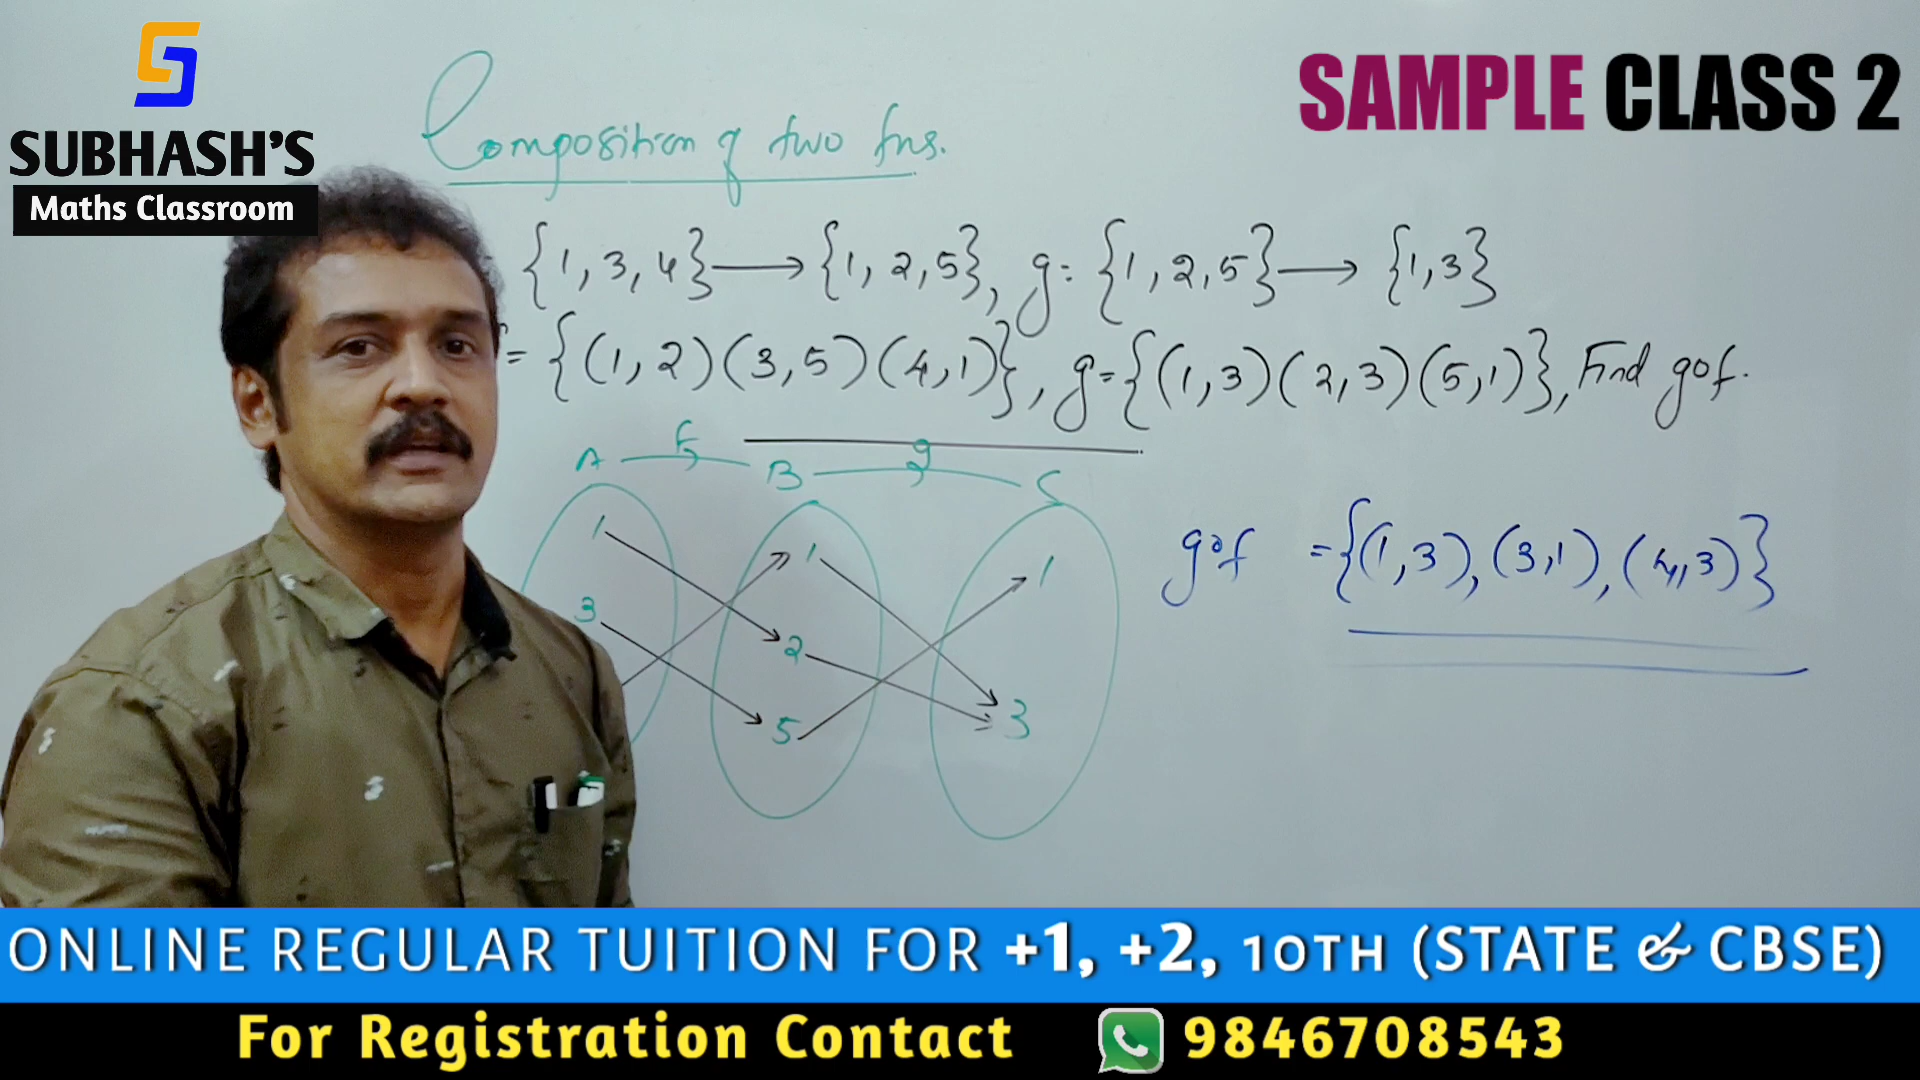 SUBHASH'S
Maths Classroom
SAMPLE CLASS 2
Composition of two fns.
{1, 3, 4} ⟶ {1, 2, 5}, g: {1, 2, 5} ⟶ {1,3}
= {(1, 2)(3, 5)(4, 1)}, g={(1, 3)(2, 3)(5, 1)}, Find gof.
A f B g C
1 1 1
3 2
5 3
gof = {(1, 3), (3, 1), (4, 3)}
ONLINE REGULAR TUITION FOR +1, +2, 10TH (STATE & CBSE)
For Registration Contact 9846708543